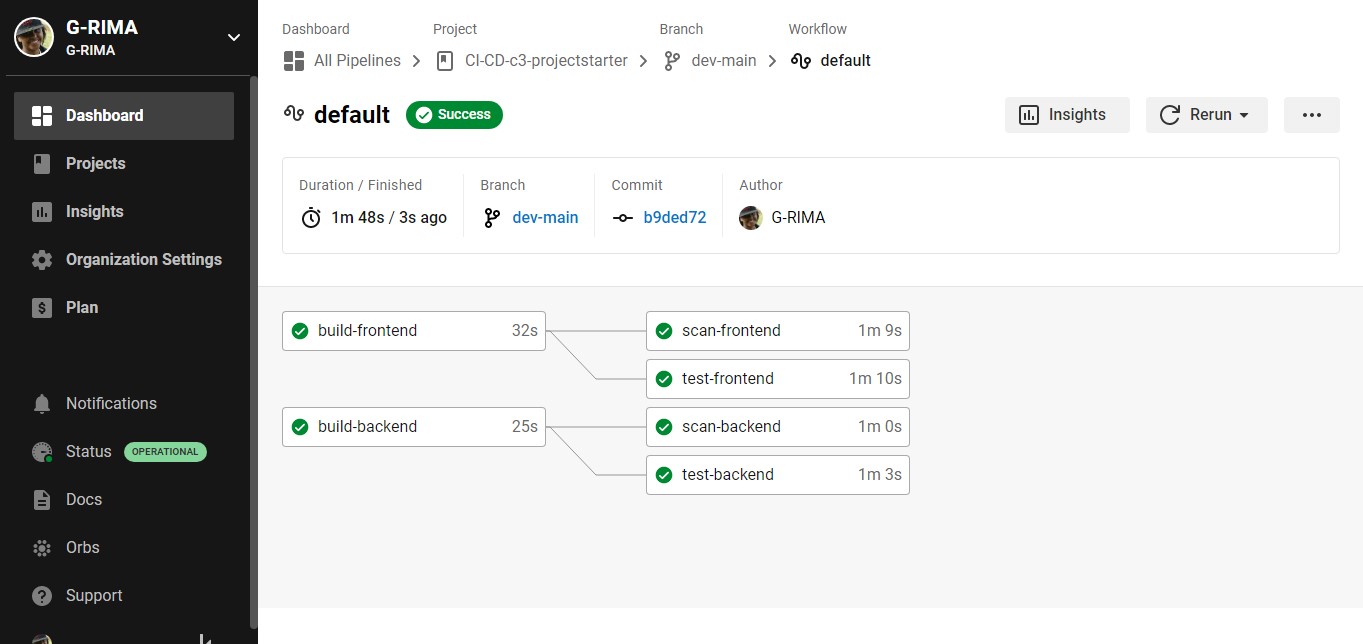 G-RIMA
G-RIMA
Dashboard
Projects
Insights
Organization Settings
Plan
Notifications
Status OPERATIONAL
Docs
Orbs
Support
Dashboard Project Branch Workflow
All Pipelines CI-CD-c3-projectstarter dev-main default
default Success Insights Rerun
Duration / Finished Branch Commit Author
1m 48s / 3s ago dev-main b9ded72 G-RIMA
build-frontend 32s scan-frontend 1m 9s
test-frontend 1m 10s
build-backend 25s scan-backend 1m 0s
test-backend 1m 3s